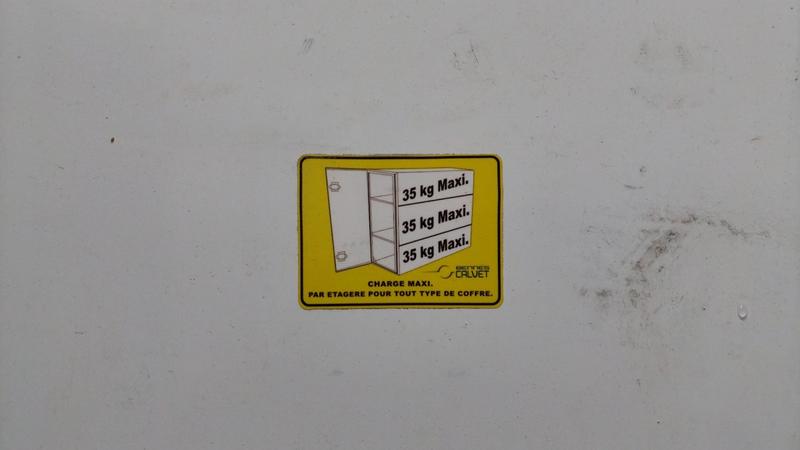 35 kg Maxi.
35 kg Maxi.
35 kg Maxi.
BENNES
CALVET
CHARGE MAXI.
PAR ETAGERE POUR TOUT TYPE DE COFFRE.